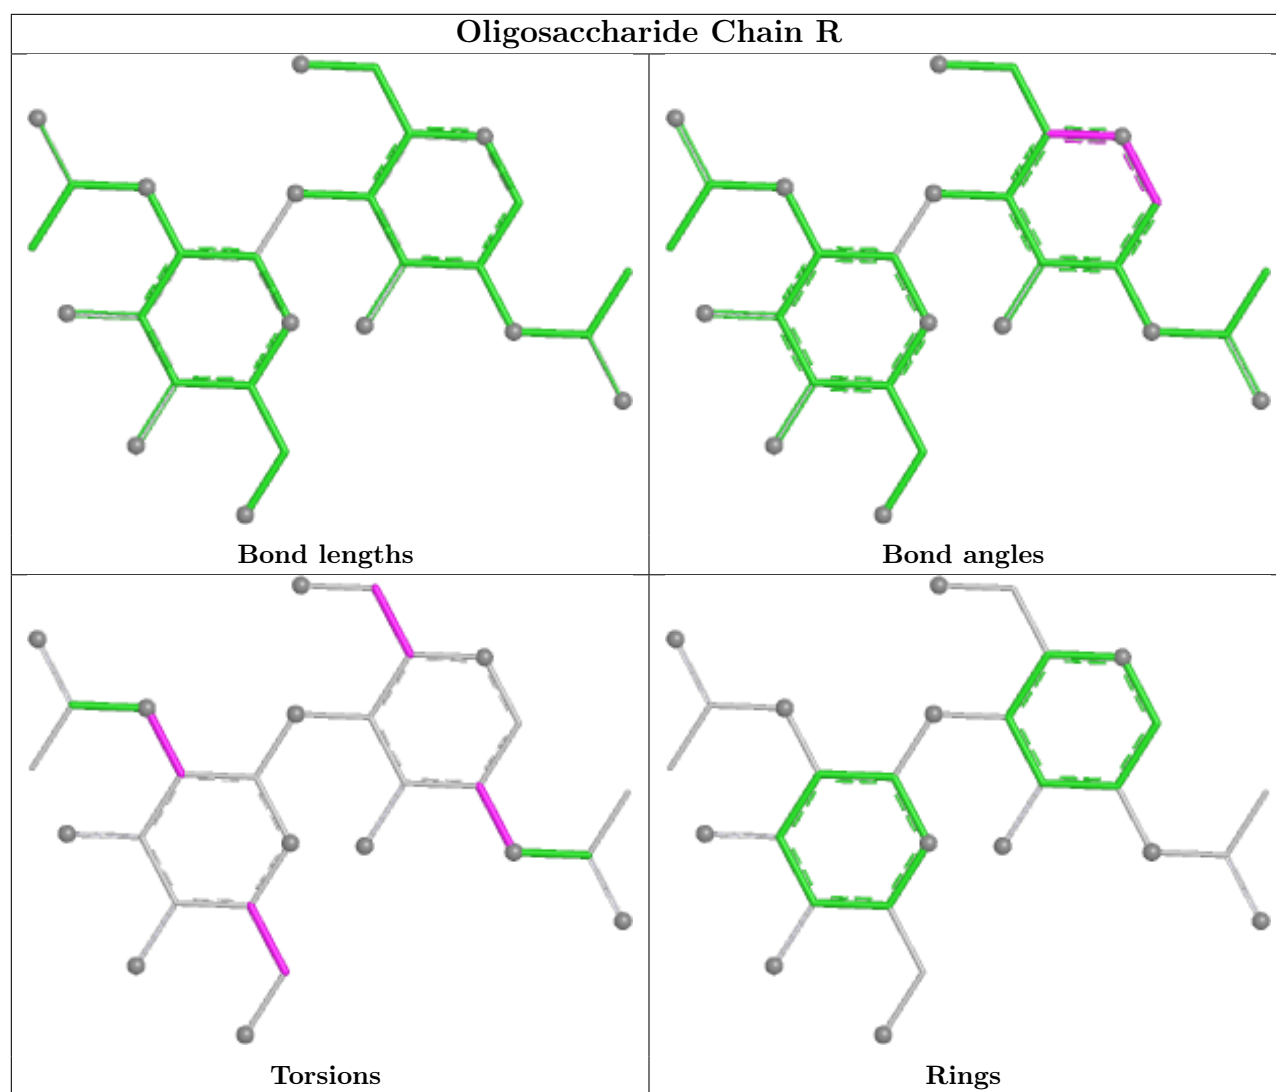 Oligosaccharide Chain R
Bond lengths
Bond angles
Torsions
Rings